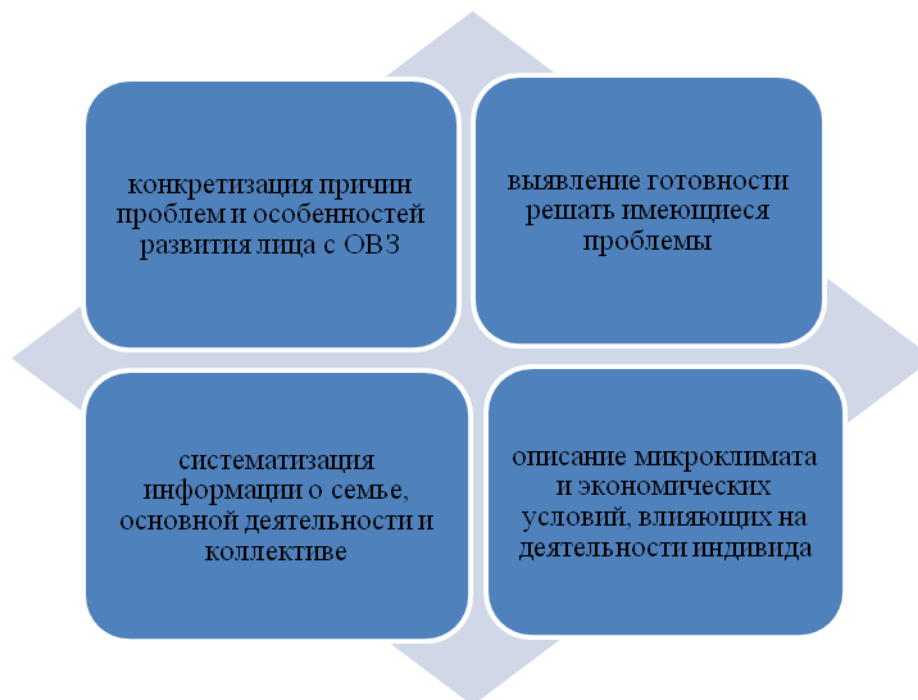 конкретизация причин
проблем и особенностей
развития лица с ОВЗ
выявление готовности
решать имеющиеся
проблемы
систематизация
информации о семье,
основной деятельности и
коллективе
описание микроклимата
и экономических
условий, влияющих на
деятельности индивида